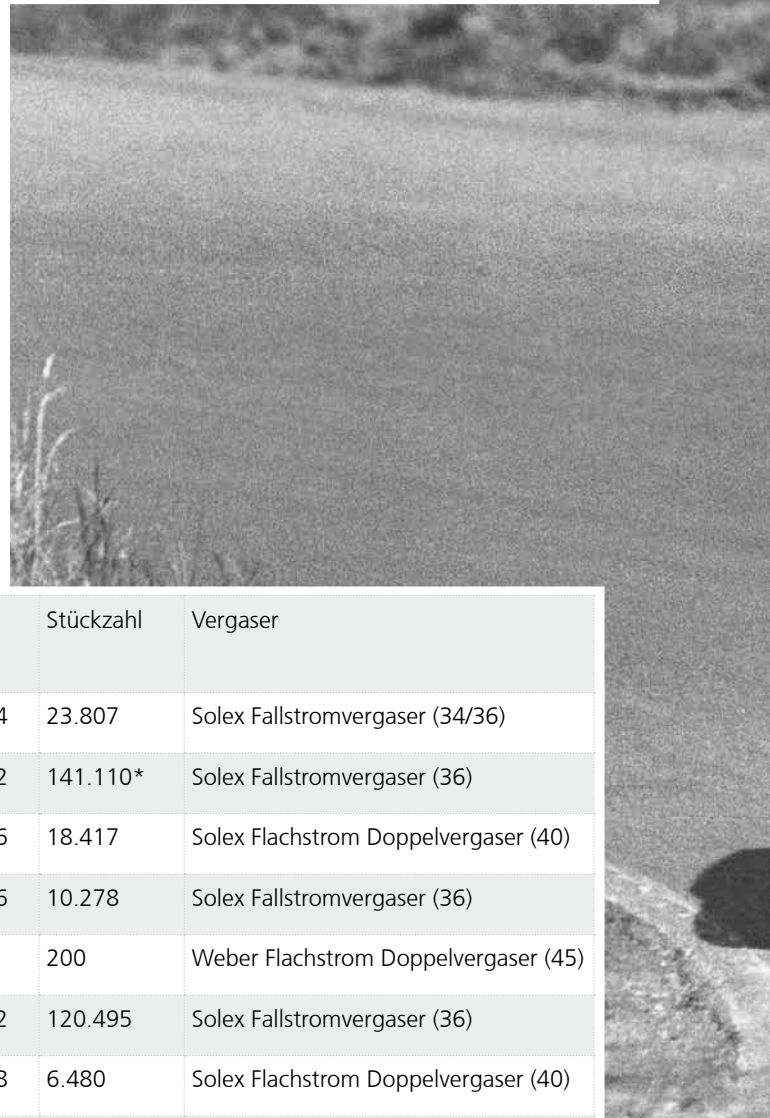 Stückzahl Vergaser
4 23.807 Solex Fallstromvergaser (34/36)
2 141.110* Solex Fallstromvergaser (36)
6 18.417 Solex Flachstrom Doppelvergaser (40)
6 10.278 Solex Fallstromvergaser (36)
200 Weber Flachstrom Doppelvergaser (45)
2 120.495 Solex Fallstromvergaser (36)
8 6.480 Solex Flachstrom Doppelvergaser (40)